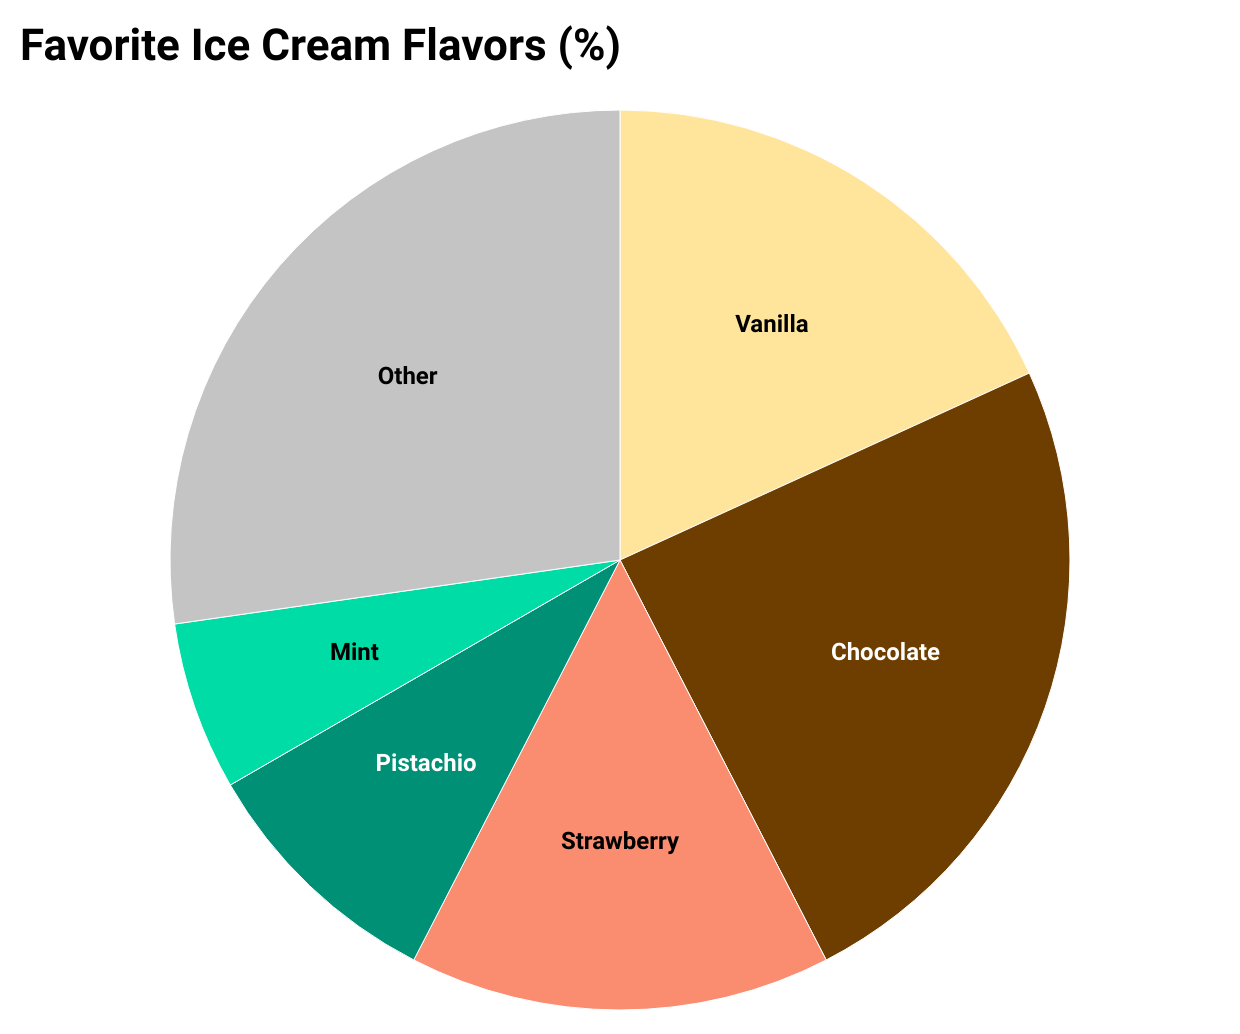 Favorite Ice Cream Flavors (%)
Vanilla
Other
Chocolate
Mint
Pistachio
Strawberry